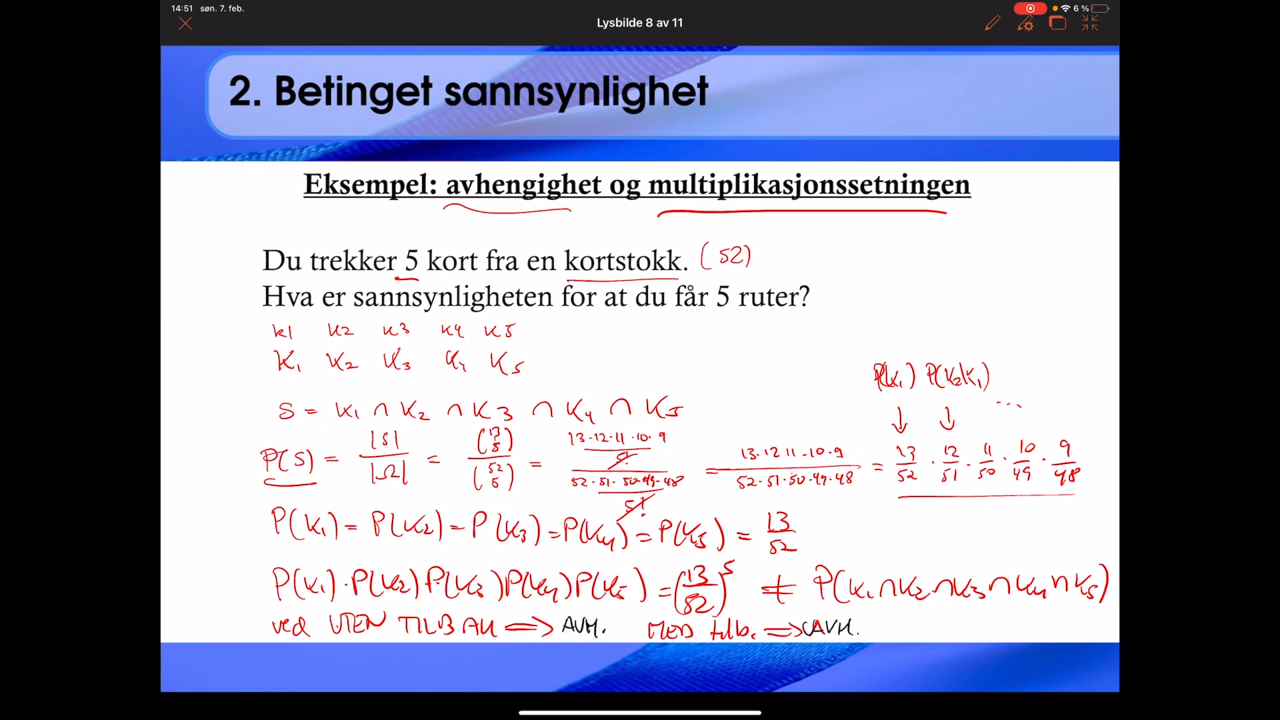 14:51 søn. 7. feb.
6 %
Lysbilde 8 av 11
2. Betinget sannsynlighet
Eksempel: avhengighet og multiplikasjonssetningen
Du trekker 5 kort fra en kortstokk. (52)
Hva er sannsynligheten for at du får 5 ruter?
k1 k2 k3 k4 k5
K₁ K₂ K₃ K₄ K₅
P(K₁) P(K₂|K₁) ...
S = K₁ ∩ K₂ ∩ K3 ∩ K₄ ∩ K₅
P(S) = |S| / |Ω| = (13 5) / (52 5) = (13·12·11·10·9 / 5!) / (52·51·50·49·48 / 5!) = 13·12 11·10·9 / 52·51·50·49·48 = 13/52 · 12/51 · 11/50 · 10/49 · 9/48
P(K₁) = P(K₂) = P(K₃) = P(K₄) = P(K₅) = 13/52
P(K₁)·P(K₂) P(K₃) P(K₄) P(K₅) = (13/52)⁵ ≠ P(K₁∩K₂∩K₃∩K₄∩K₅)
ved UTEN TILBAK => AVH. MED tilb. => UAVH.